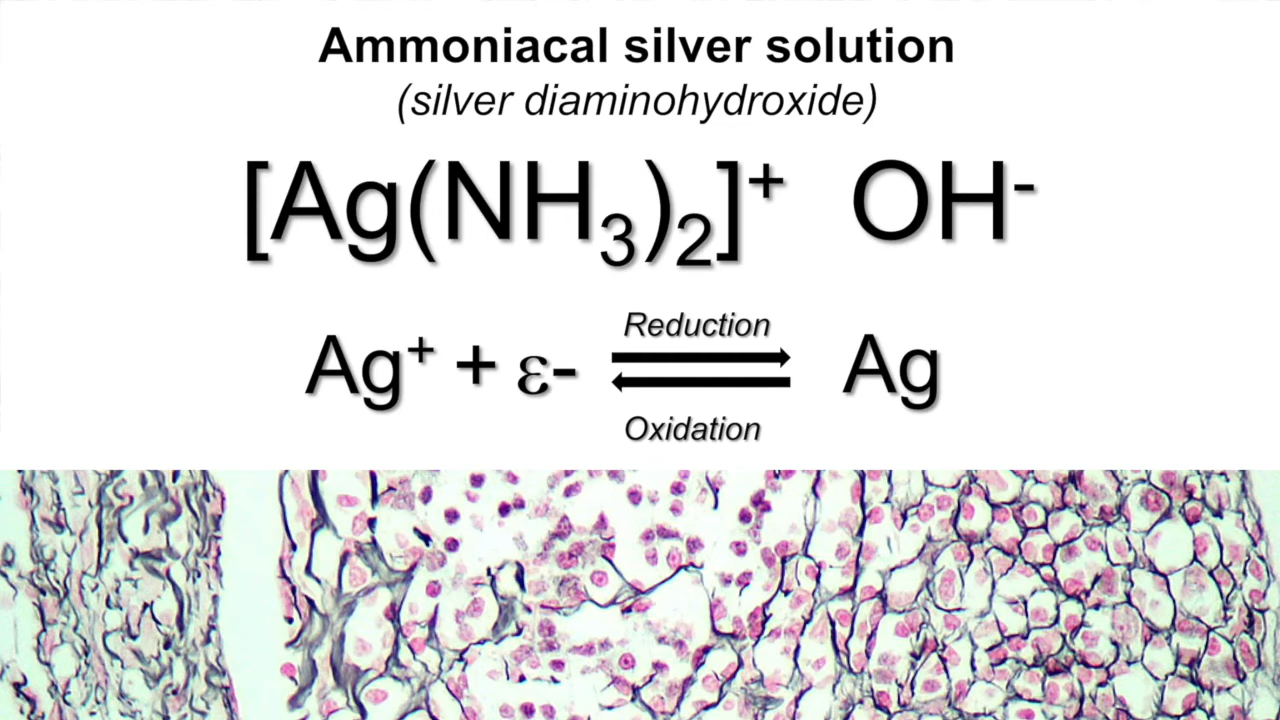 Ammoniacal silver solution
(silver diaminohydroxide)
[Ag(NH₃)₂]⁺ OH⁻
Reduction
Ag⁺ + ε- Ag
Oxidation